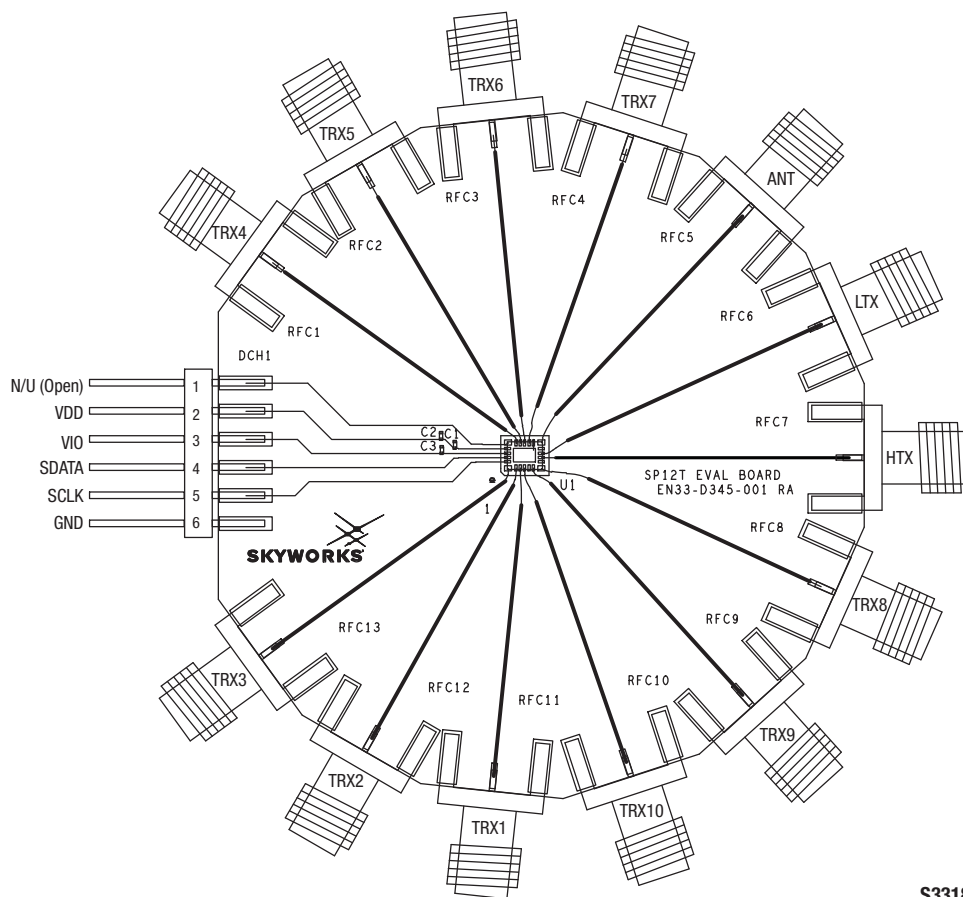 TRX6
TRX7
TRX5
ANT
TRX4
LTX
RFC3
RFC4
RFC2
RFC5
RFC1
RFC6
DCH1
N/U (Open)
1
VDD
2
VIO
3
SDATA
4
SCLK
5
GND
6
C2
C1
C3
RFC7
HTX
SP12T EVAL BOARD
EN33-D345-001 RA
U1
1
SKYWORKS
RFC8
TRX8
RFC9
RFC13
TRX3
RFC12
RFC11
RFC10
TRX9
TRX2
TRX1
TRX10
S3318